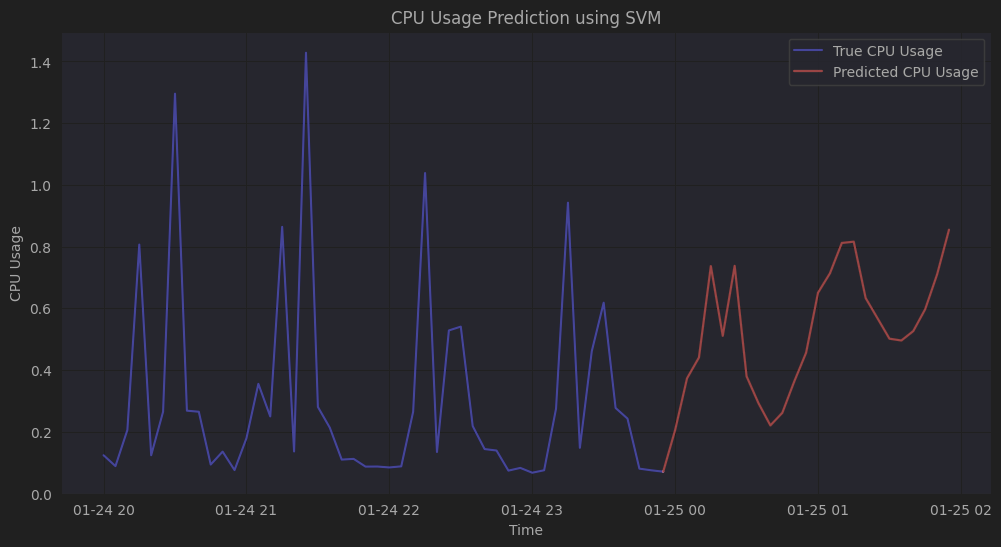 CPU Usage Prediction using SVM
True CPU Usage
Predicted CPU Usage
CPU Usage
1.4
1.2
1.0
0.8
0.6
0.4
0.2
0.0
01-24 20 01-24 21 01-24 22 01-24 23 01-25 00 01-25 01 01-25 02
Time